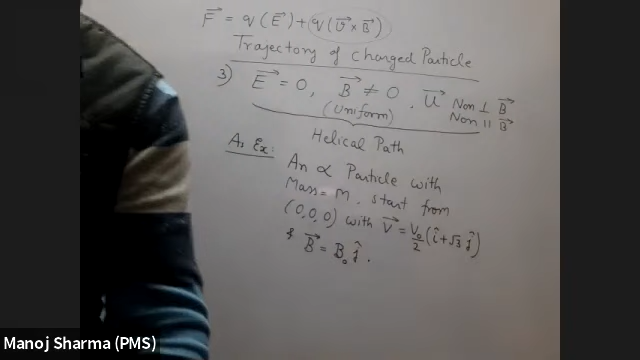 F⃗ = q(E⃗) + q(v⃗ × B⃗)
Trajectory of Charged Particle
3) E⃗ = 0, B⃗ ≠ 0, u⃗ Non ⊥ B⃗
(Uniform) Non || B⃗
Helical Path
As Ex: An α Particle with
Mass = M, start from
(0,0,0) with V⃗ = V₀/2 (î + √3 ĵ)
& B⃗ = B₀ ĵ.
Manoj Sharma (PMS)